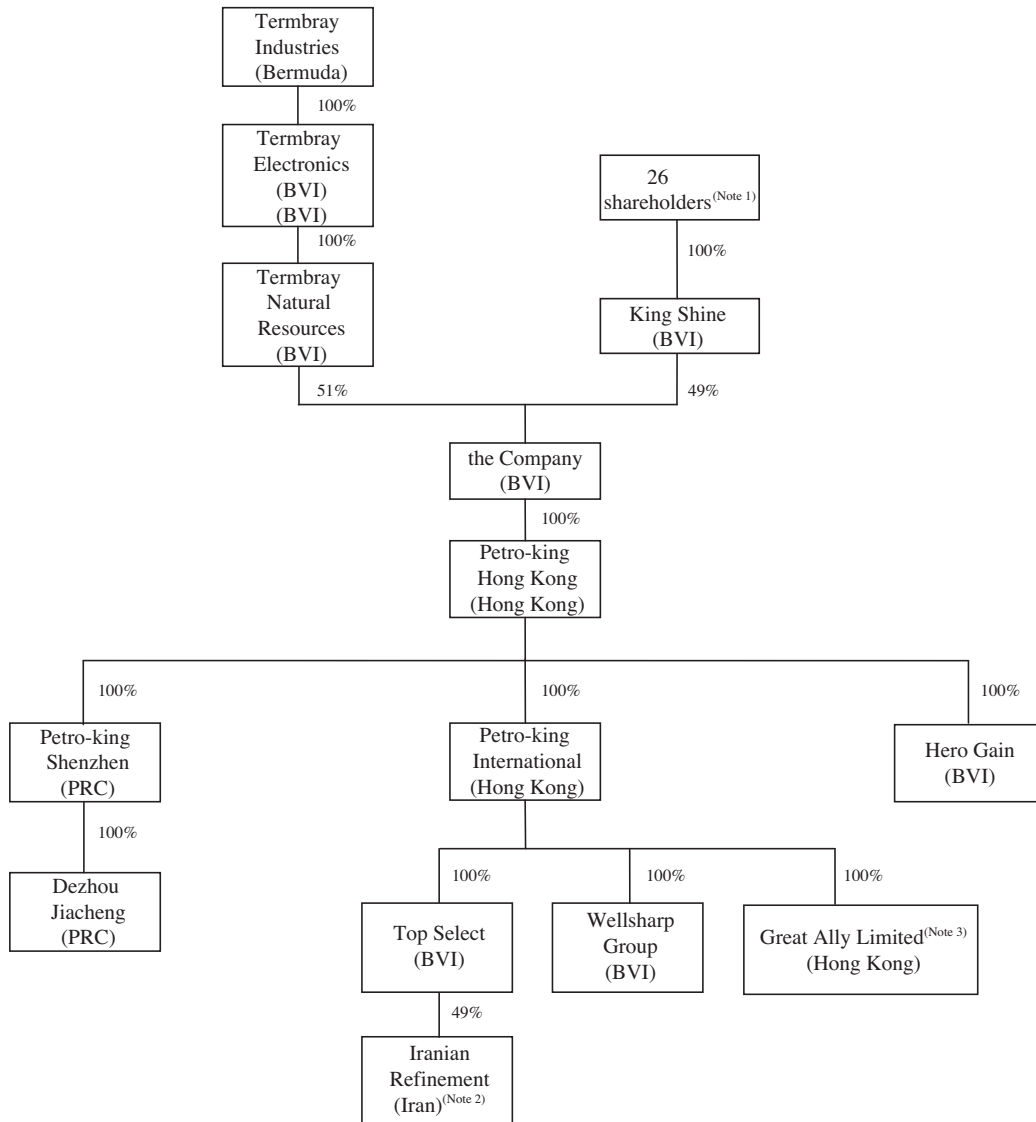 Termbray
Industries
(Bermuda)
100%
Termbray
Electronics
(BVI)
(BVI)
26
shareholders(Note 1)
100%
100%
Termbray
Natural
Resources
(BVI)
King Shine
(BVI)
51%
49%
the Company
(BVI)
100%
Petro-king
Hong Kong
(Hong Kong)
100%
100%
100%
Petro-king
Shenzhen
(PRC)
Petro-king
International
(Hong Kong)
Hero Gain
(BVI)
100%
Dezhou
Jiacheng
(PRC)
100%
100%
100%
Top Select
(BVI)
Wellsharp
Group
(BVI)
Great Ally Limited(Note 3)
(Hong Kong)
49%
Iranian
Refinement
(Iran)(Note 2)